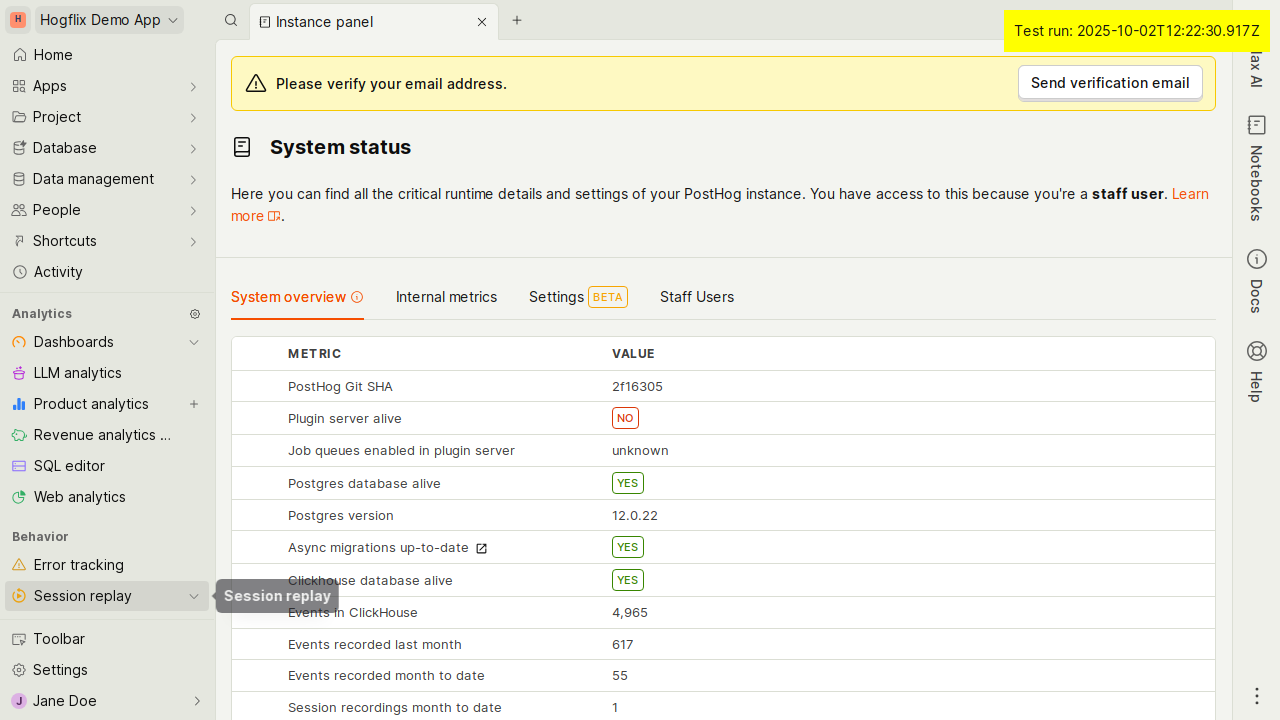 H
Hogflix Demo App
Home
Apps
Project
Database
Data management
People
Shortcuts
Activity
Analytics
Dashboards
LLM analytics
Product analytics
Revenue analytics ...
SQL editor
Web analytics
Behavior
Error tracking
Session replay
Toolbar
Settings
J
Jane Doe
Instance panel
Test run: 2025-10-02T12:22:30.917Z
Please verify your email address.
Send verification email
System status
Here you can find all the critical runtime details and settings of your PostHog instance. You have access to this because you're a staff user. Learn
more.
System overview
Internal metrics
Settings BETA
Staff Users
METRIC VALUE
PostHog Git SHA 2f16305
Plugin server alive NO
Job queues enabled in plugin server unknown
Postgres database alive YES
Postgres version 12.0.22
Async migrations up-to-date YES
Clickhouse database alive YES
Session replay
Events in ClickHouse 4,965
Events recorded last month 617
Events recorded month to date 55
Session recordings month to date 1
AI
Notebooks
Docs
Help